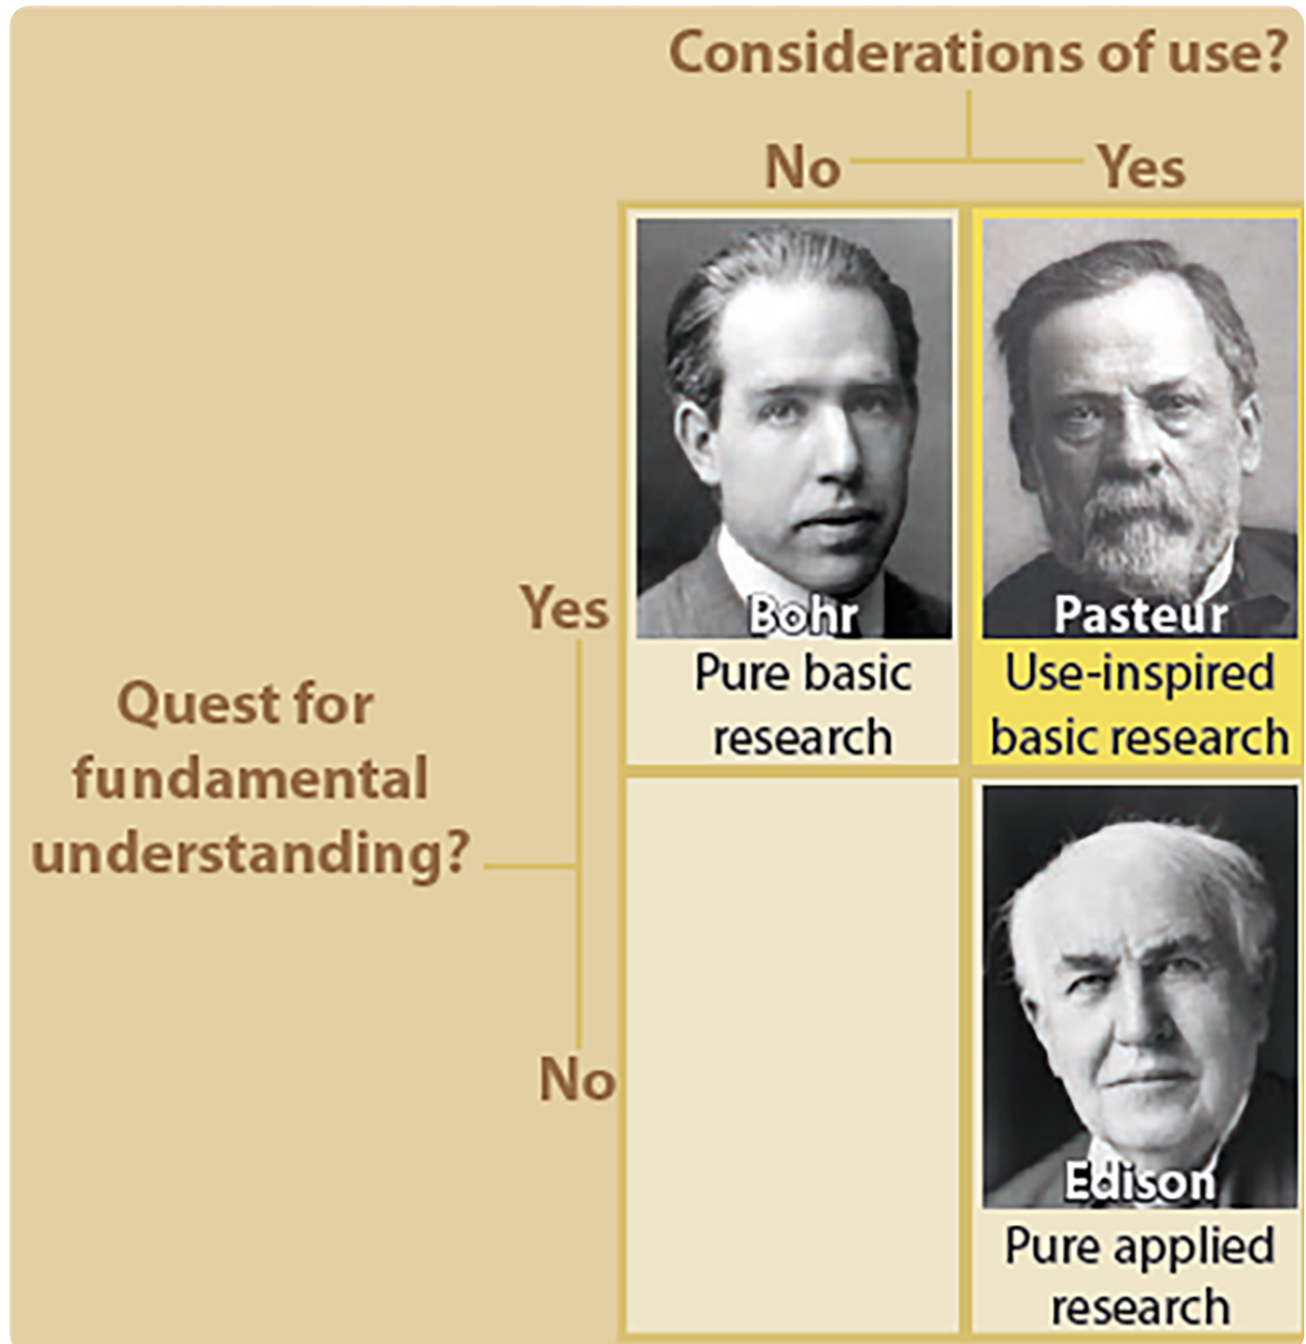 Considerations of use?
No Yes
Bohr
Pure basic
research
Pasteur
Use-inspired
basic research
Yes
Quest for
fundamental
understanding?
No
Edison
Pure applied
research